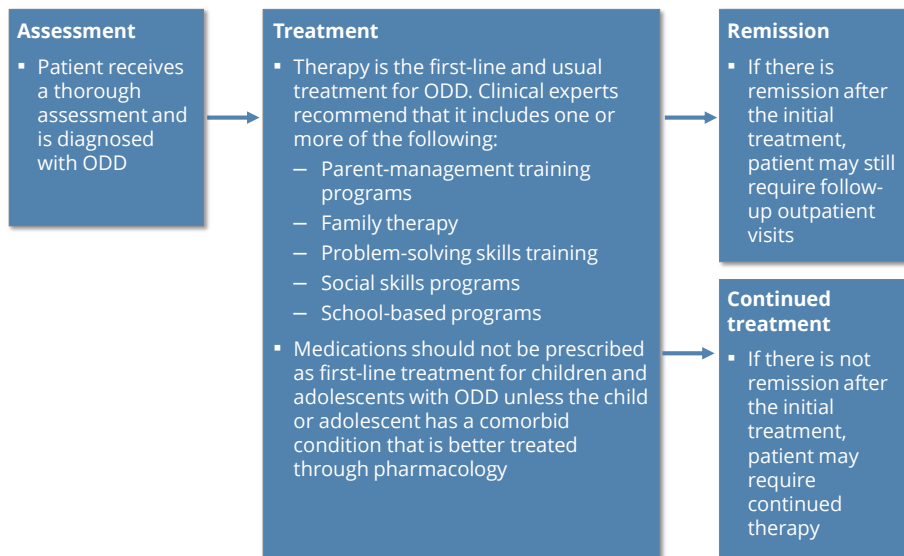 Assessment
▪ Patient receives
a thorough
assessment and
is diagnosed
with ODD
Treatment
▪ Therapy is the first-line and usual
treatment for ODD. Clinical experts
recommend that it includes one or
more of the following:
– Parent-management training
programs
– Family therapy
– Problem-solving skills training
– Social skills programs
– School-based programs
▪ Medications should not be prescribed
as first-line treatment for children and
adolescents with ODD unless the child
or adolescent has a comorbid
condition that is better treated
through pharmacology
Remission
▪ If there is
remission after
the initial
treatment,
patient may still
require follow-
up outpatient
visits
Continued
treatment
▪ If there is not
remission after
the initial
treatment,
patient may
require
continued
therapy